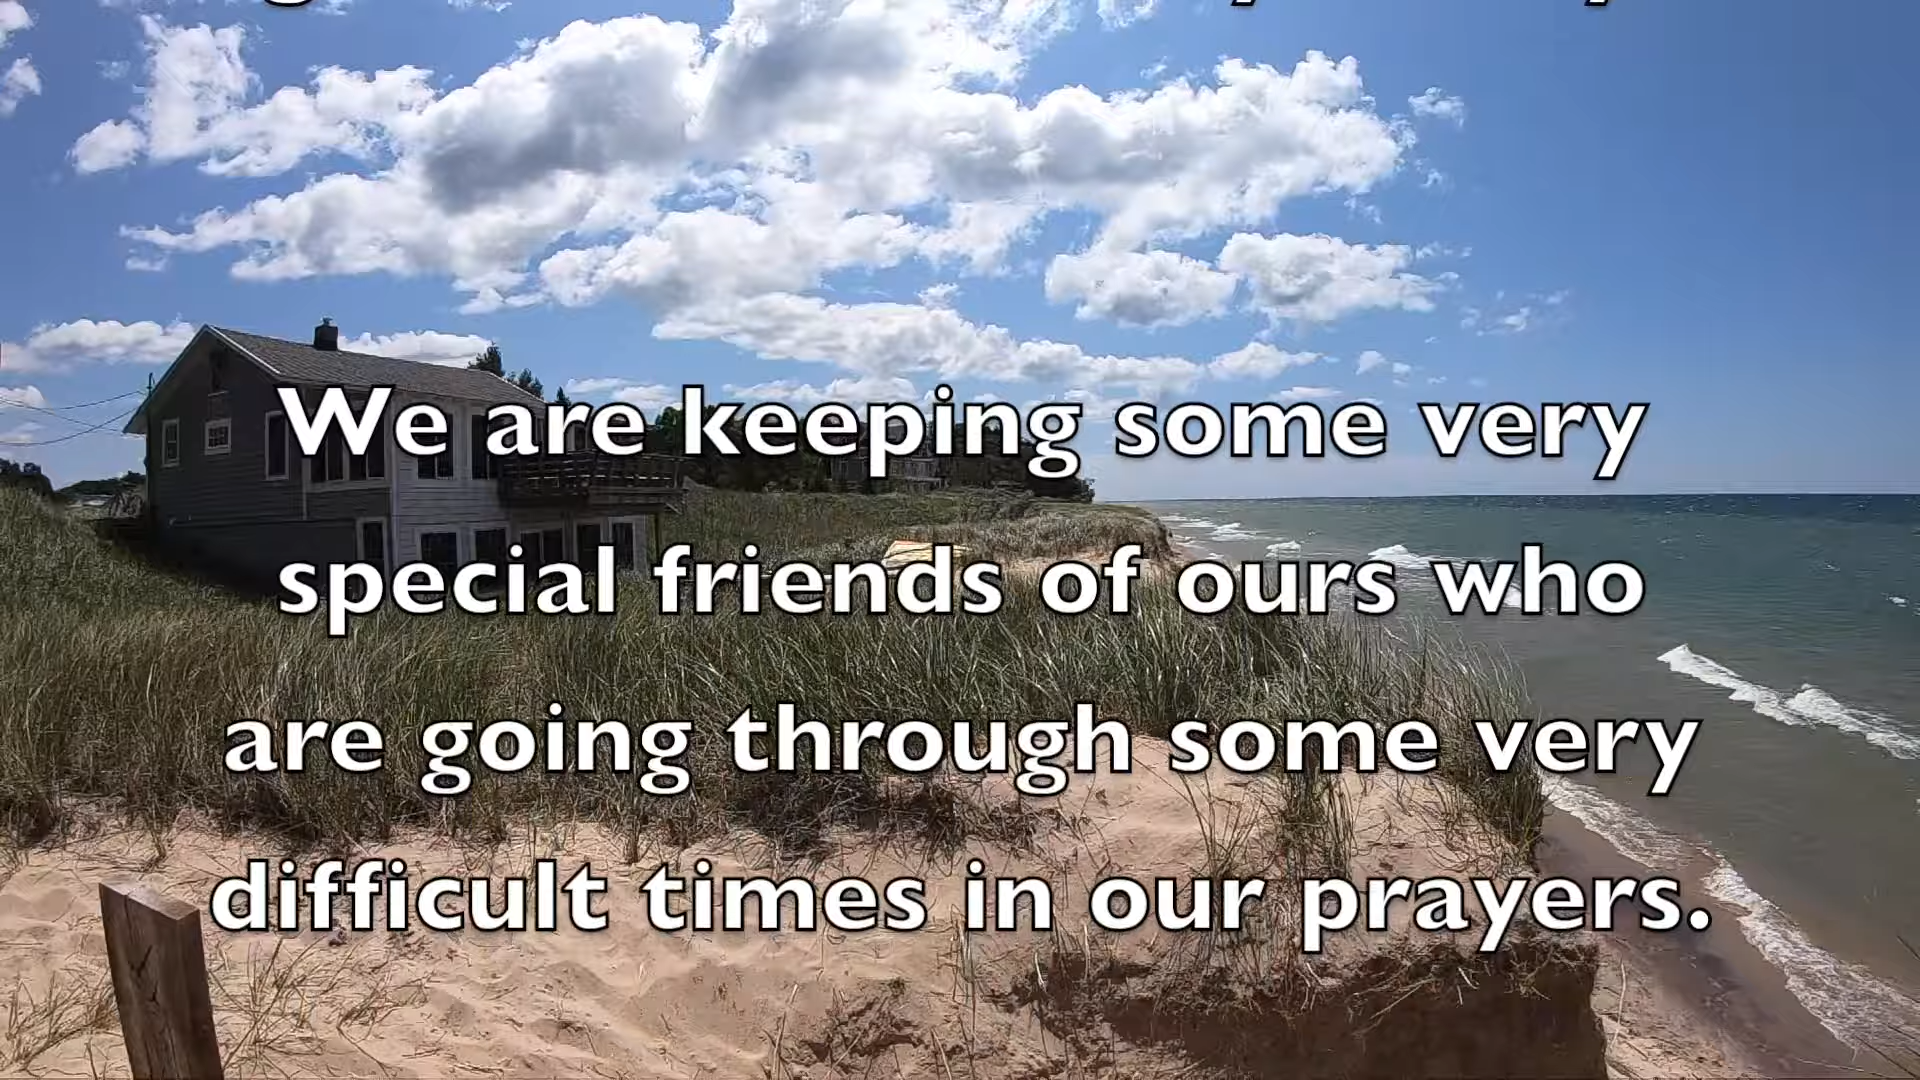 We are keeping some very
special friends of ours who
are going through some very
difficult times in our prayers.